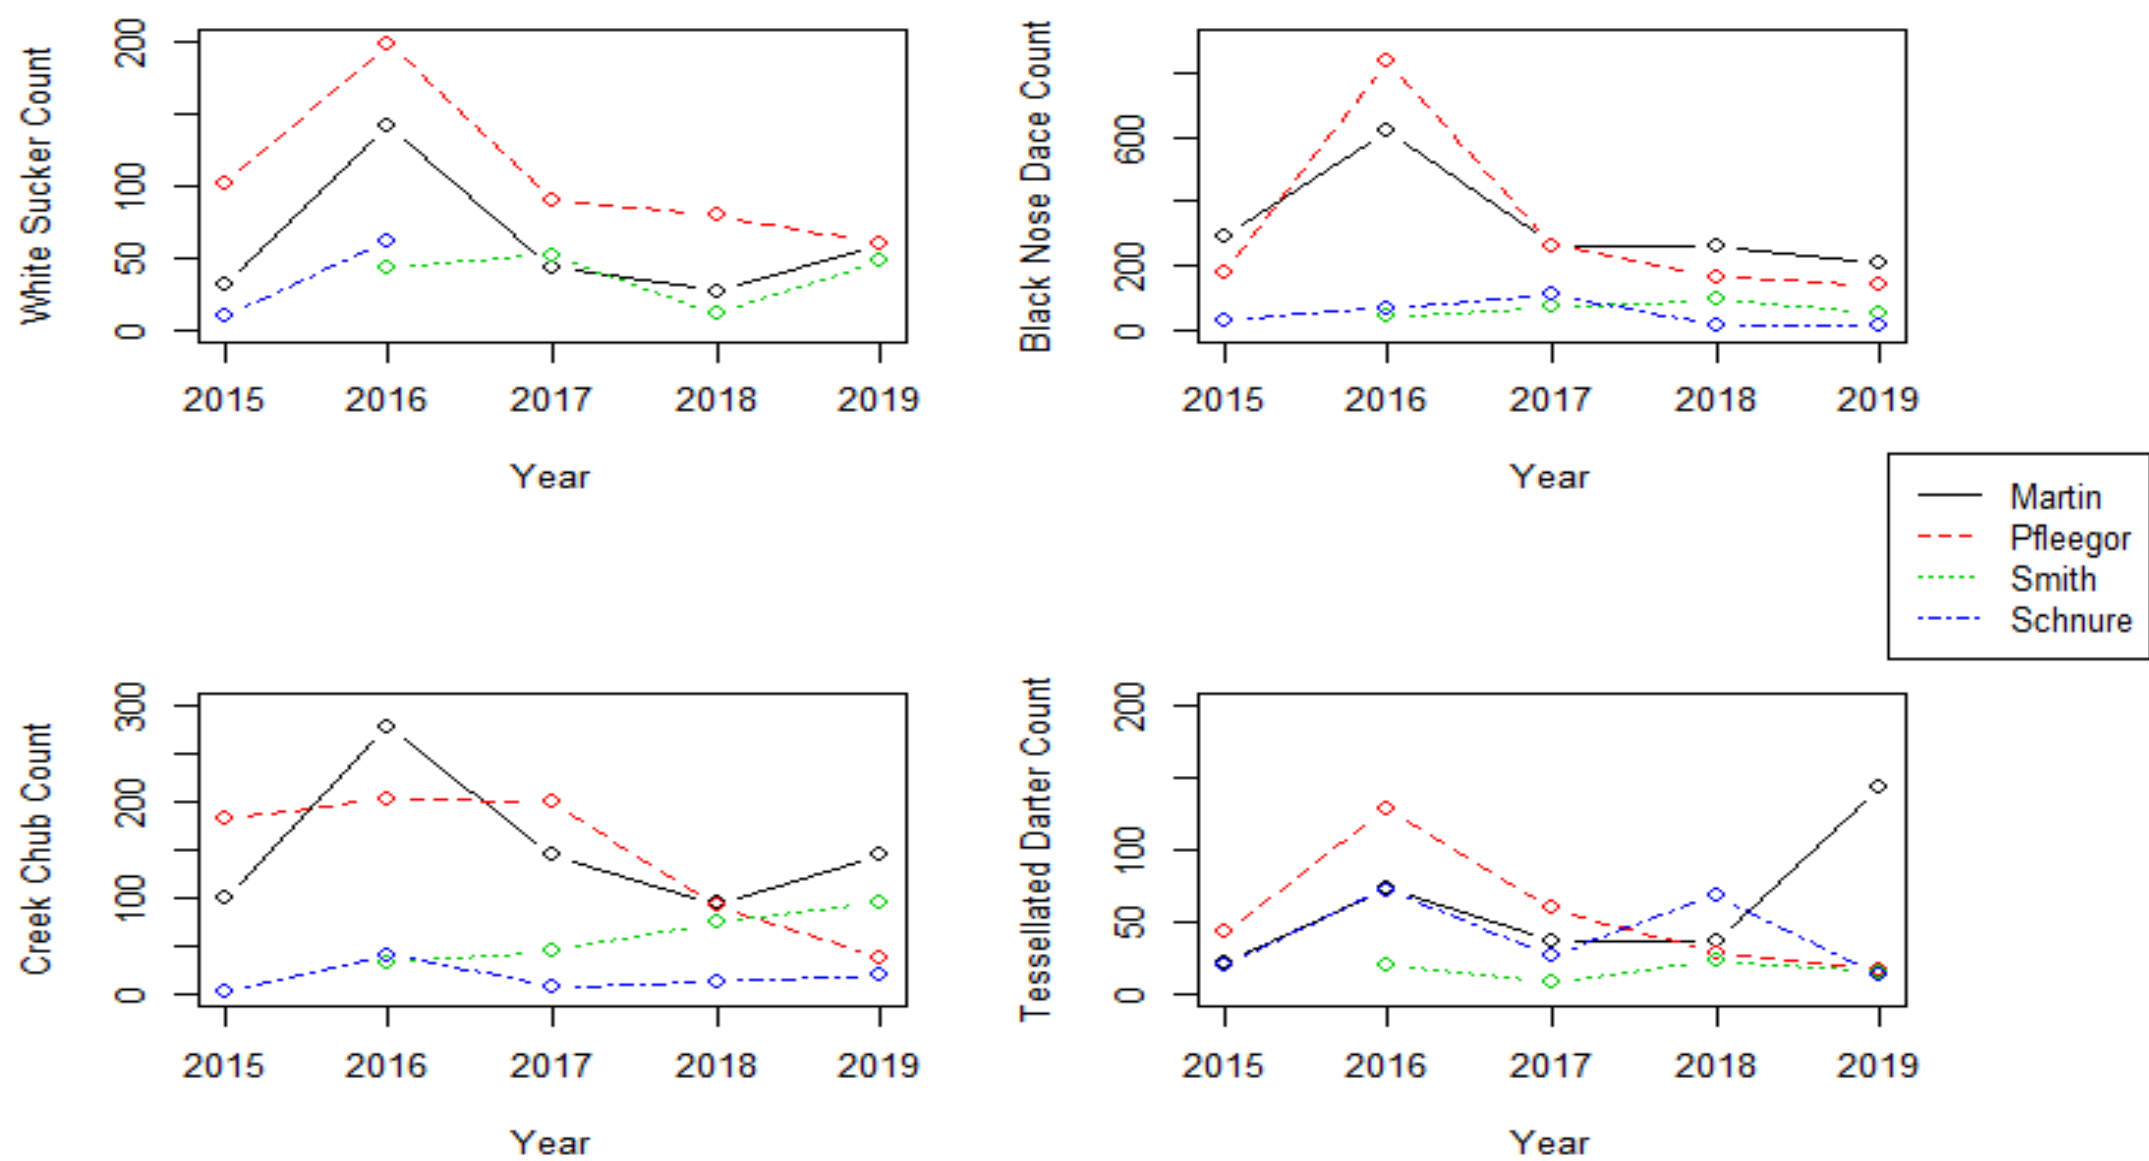 White Sucker Count
200
100
50
0
2015 2016 2017 2018 2019
Year
Black Nose Dace Count
600
200
0
2015 2016 2017 2018 2019
Year
Martin
Pfleegor
Smith
Schnure
Creek Chub Count
300
200
100
0
2015 2016 2017 2018 2019
Year
Tessellated Darter Count
200
100
50
0
2015 2016 2017 2018 2019
Year